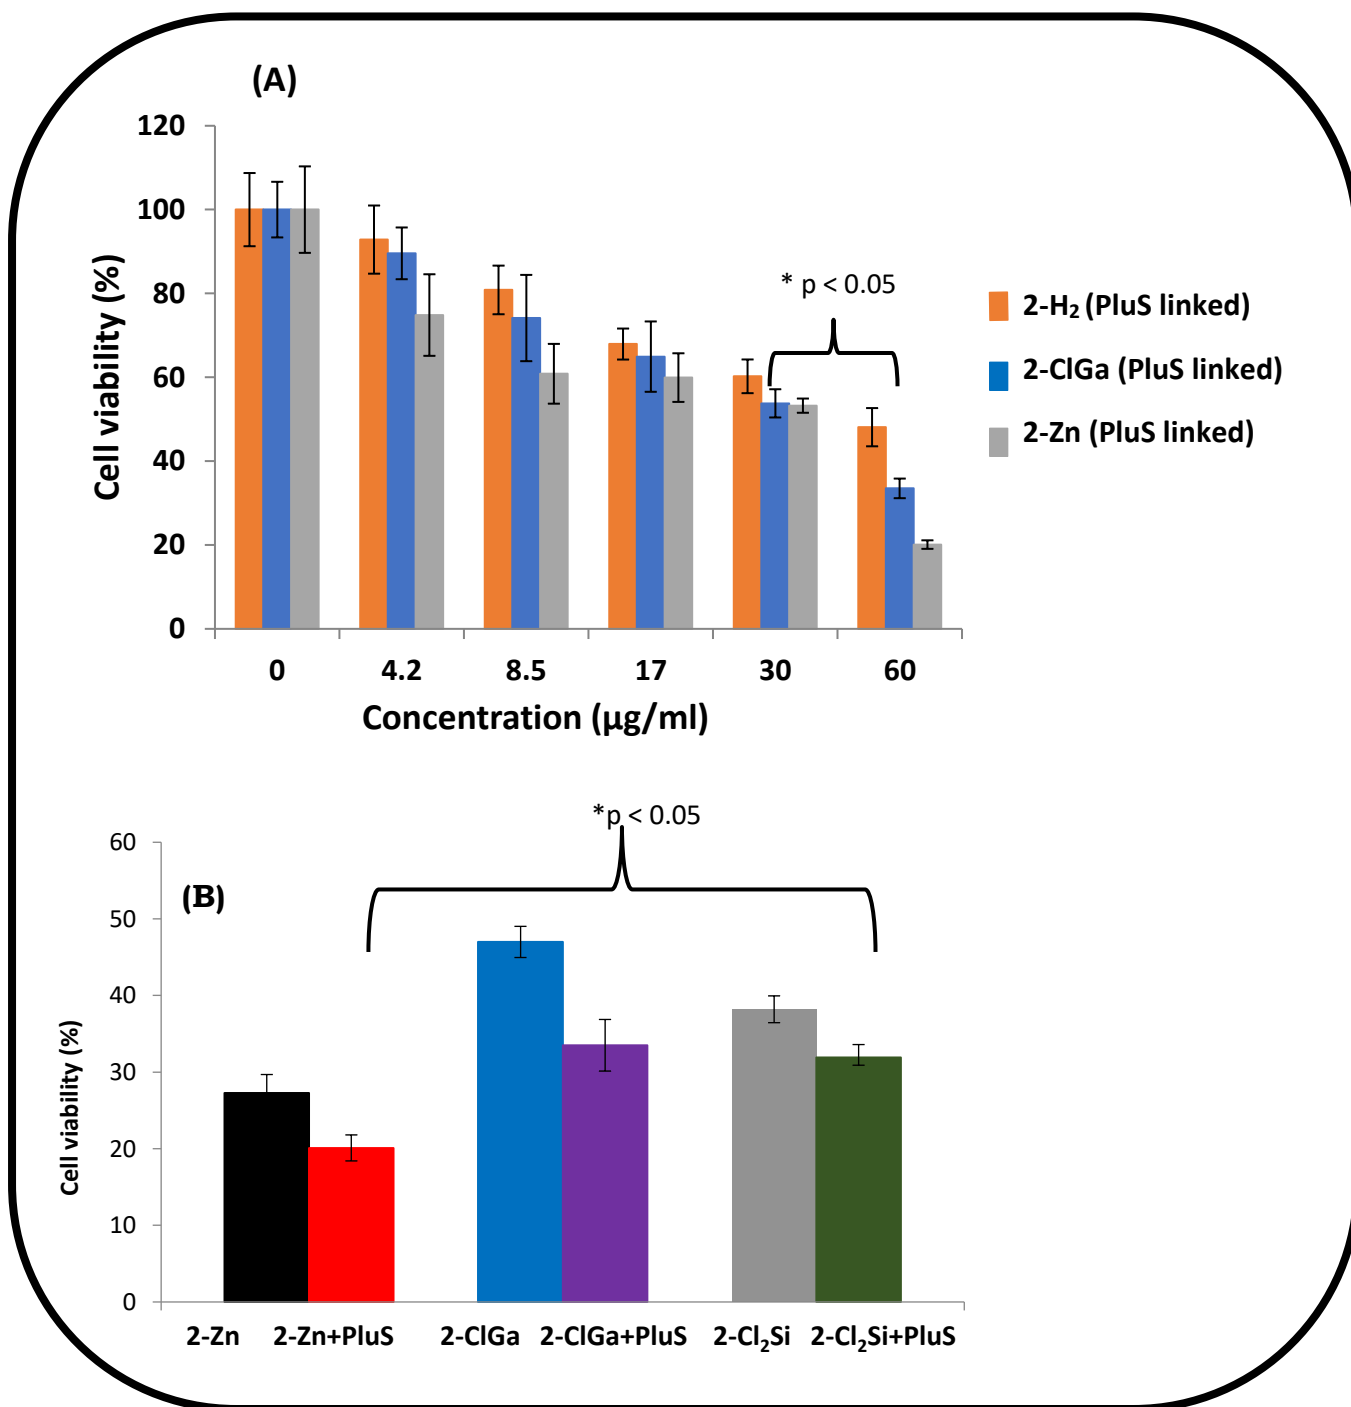 (A)
120
100
80
60
40
20
0
Cell viability (%)
* p < 0.05
0 4.2 8.5 17 30 60
Concentration (µg/ml)
2-H₂ (PluS linked)
2-ClGa (PluS linked)
2-Zn (PluS linked)
*p < 0.05
(B)
60
50
40
30
20
10
0
Cell viability (%)
2-Zn 2-Zn+PluS 2-ClGa 2-ClGa+PluS 2-Cl₂Si 2-Cl₂Si+PluS